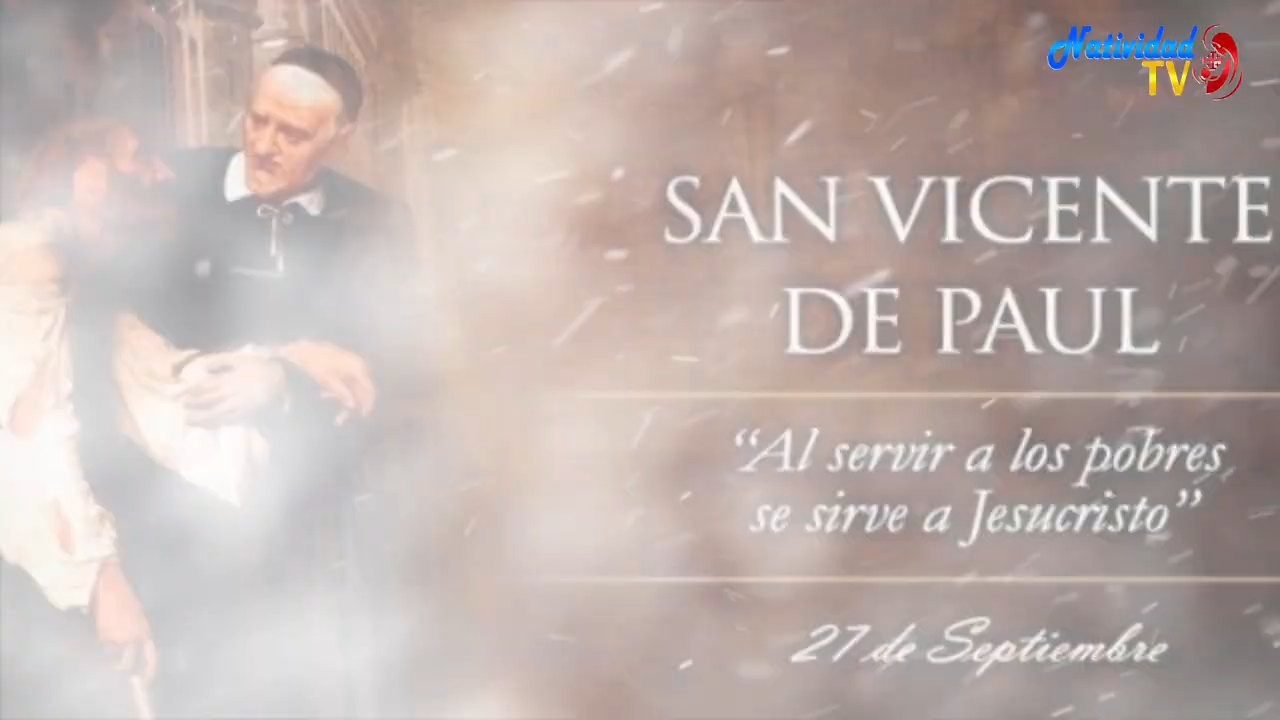 Natividad
TV
SAN VICENTE
DE PAUL
“Al servir a los pobres
se sirve a Jesucristo”
27 de Septiembre